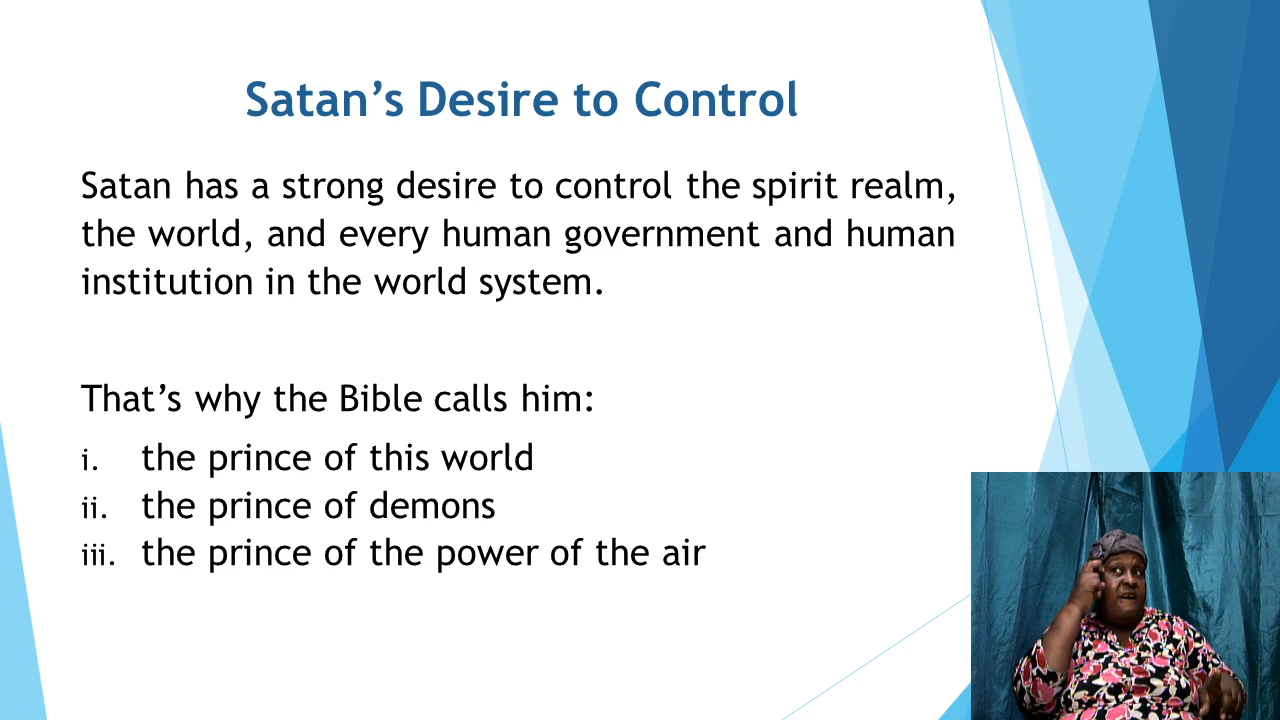 Satan’s Desire to Control
Satan has a strong desire to control the spirit realm,
the world, and every human government and human
institution in the world system.
That’s why the Bible calls him:
i. the prince of this world
ii. the prince of demons
iii. the prince of the power of the air